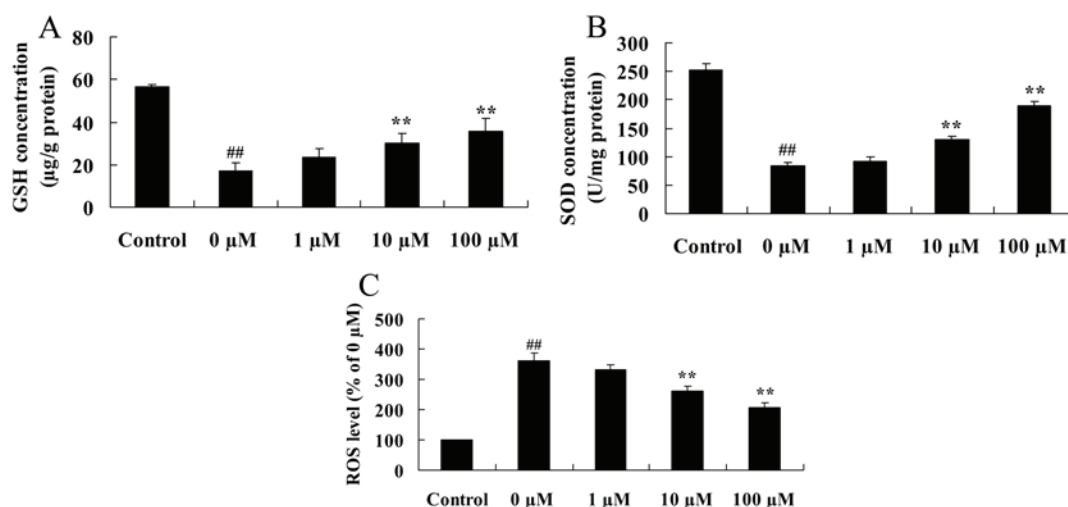 A
GSH concentration
(µg/g protein)
80
60
40
20
0
##
**
**
Control 0 µM 1 µM 10 µM 100 µM
B
SOD concentration
(U/mg protein)
300
250
200
150
100
50
0
##
**
**
Control 0 µM 1 µM 10 µM 100 µM
C
ROS level (% of 0 µM)
500
400
300
200
100
0
##
**
**
Control 0 µM 1 µM 10 µM 100 µM